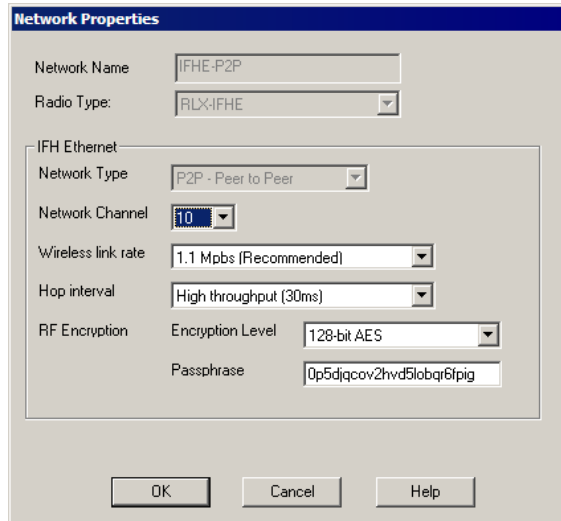 Network Properties
Network Name IFHE-P2P
Radio Type: RLX-IFHE
IFH Ethernet
Network Type P2P - Peer to Peer
Network Channel 10
Wireless link rate 1.1 Mpbs (Recommended)
Hop interval High throughput (30ms)
RF Encryption Encryption Level 128-bit AES
Passphrase 0p5djqcov2hvd5lobqr6fpig
OK Cancel Help